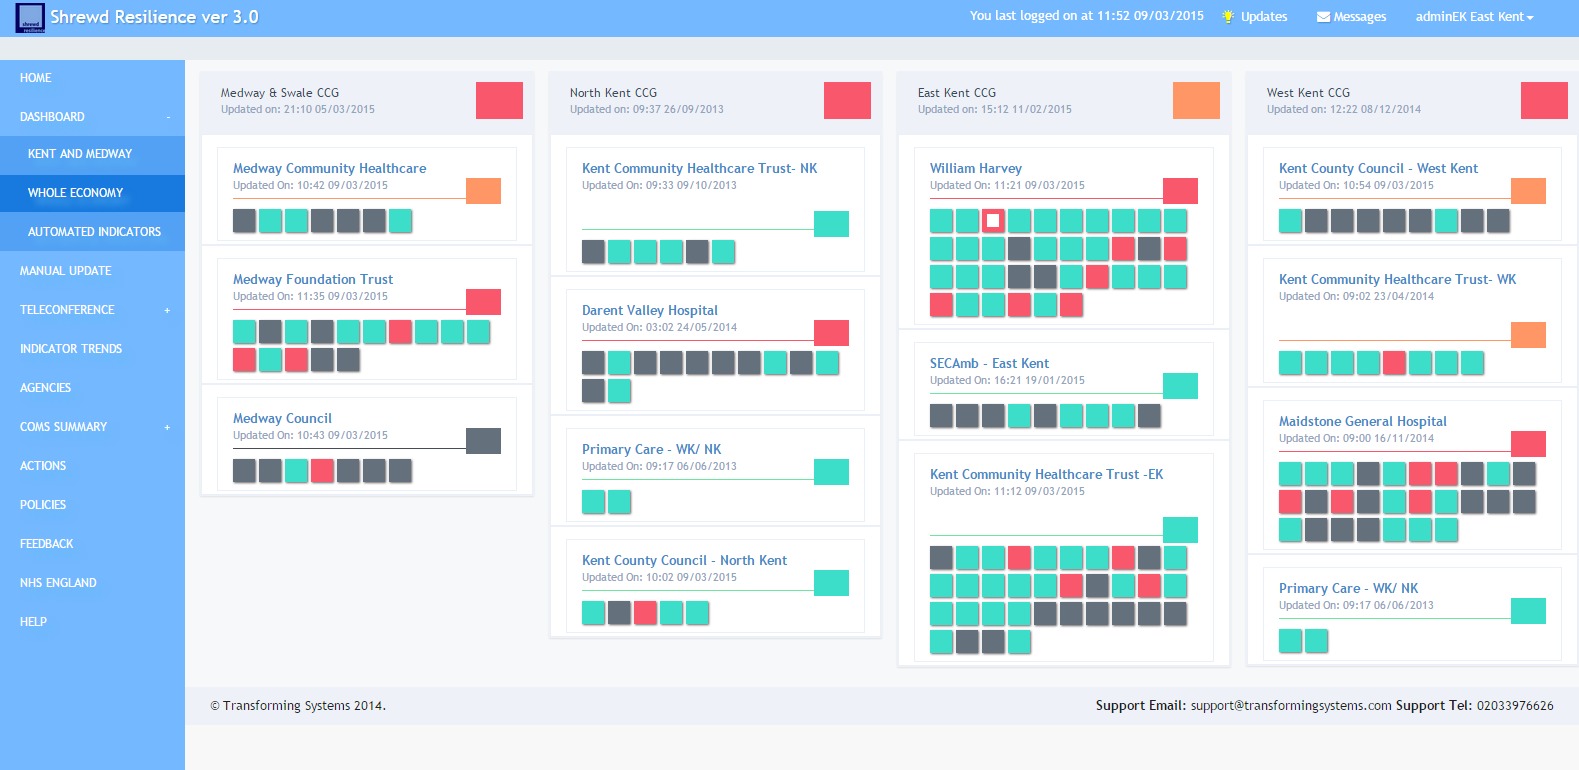 shrewd
resilience
Shrewd Resilience ver 3.0
You last logged on at 11:52 09/03/2015
Updates
Messages
adminEK East Kent
HOME
DASHBOARD -
KENT AND MEDWAY
WHOLE ECONOMY
AUTOMATED INDICATORS
MANUAL UPDATE
TELECONFERENCE +
INDICATOR TRENDS
AGENCIES
COMS SUMMARY +
ACTIONS
POLICIES
FEEDBACK
NHS ENGLAND
HELP
Medway & Swale CCG
Updated on: 21:10 05/03/2015
Medway Community Healthcare
Updated On: 10:42 09/03/2015
Medway Foundation Trust
Updated On: 11:35 09/03/2015
Medway Council
Updated On: 10:43 09/03/2015
North Kent CCG
Updated on: 09:37 26/09/2013
Kent Community Healthcare Trust- NK
Updated On: 09:33 09/10/2013
Darent Valley Hospital
Updated On: 03:02 24/05/2014
Primary Care - WK/ NK
Updated On: 09:17 06/06/2013
Kent County Council - North Kent
Updated On: 10:02 09/03/2015
East Kent CCG
Updated on: 15:12 11/02/2015
William Harvey
Updated On: 11:21 09/03/2015
SECAmb - East Kent
Updated On: 16:21 19/01/2015
Kent Community Healthcare Trust -EK
Updated On: 11:12 09/03/2015
West Kent CCG
Updated on: 12:22 08/12/2014
Kent County Council - West Kent
Updated On: 10:54 09/03/2015
Kent Community Healthcare Trust- WK
Updated On: 09:02 23/04/2014
Maidstone General Hospital
Updated On: 09:00 16/11/2014
Primary Care - WK/ NK
Updated On: 09:17 06/06/2013
© Transforming Systems 2014.
Support Email: support@transformingsystems.com Support Tel: 02033976626